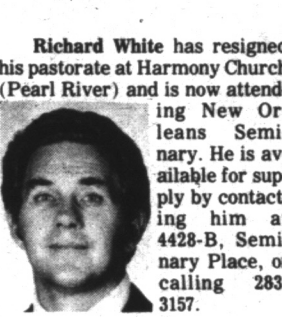 Richard White has resigned
his pastorate at Harmony Church
(Pearl River) and is now attend-
ing New Or-
leans Semi-
nary. He is av-
ailable for sup-
ply by contact-
ing him a
4428-B, Semi-
nary Place, o
calling 283
3157.